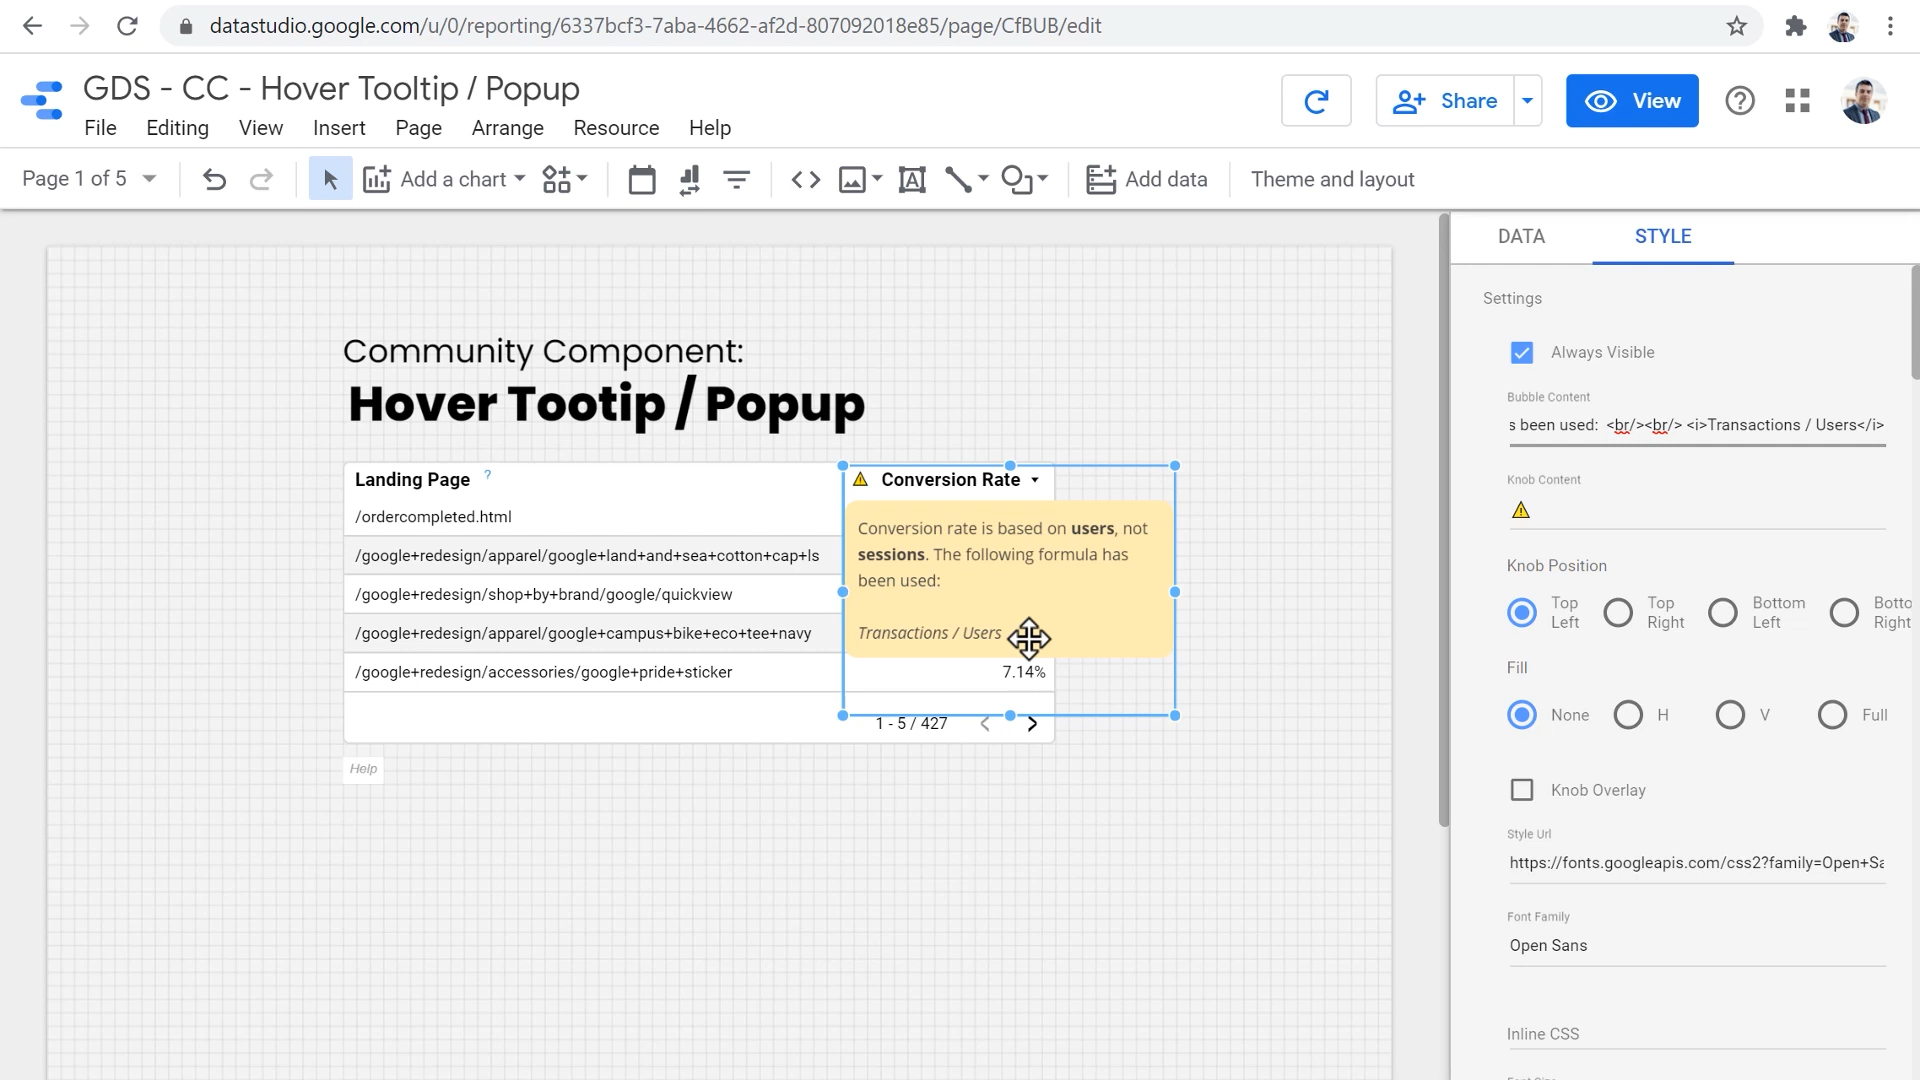 datastudio.google.com/u/0/reporting/6337bcf3-7aba-4662-af2d-807092018e85/page/CfBUB/edit
GDS - CC - Hover Tooltip / Popup
File Editing View Insert Page Arrange Resource Help
Share
View
Page 1 of 5
Add a chart
Add data
Theme and layout
DATA
STYLE
Community Component:
Hover Tootip / Popup
Landing Page ?
Conversion Rate
/ordercompleted.html
/google+redesign/apparel/google+land+and+sea+cotton+cap+ls
/google+redesign/shop+by+brand/google/quickview
/google+redesign/apparel/google+campus+bike+eco+tee+navy
/google+redesign/accessories/google+pride+sticker
Conversion rate is based on users, not
sessions. The following formula has
been used:
Transactions / Users
7.14%
1 - 5 / 427
Help
Settings
Always Visible
Bubble Content
s been used: <br/><br/> <i>Transactions / Users</i>
Knob Content
Knob Position
Top Left
Top Right
Bottom Left
Botto Right
Fill
None
H
V
Full
Knob Overlay
Style Url
https://fonts.googleapis.com/css2?family=Open+Sa
Font Family
Open Sans
Inline CSS